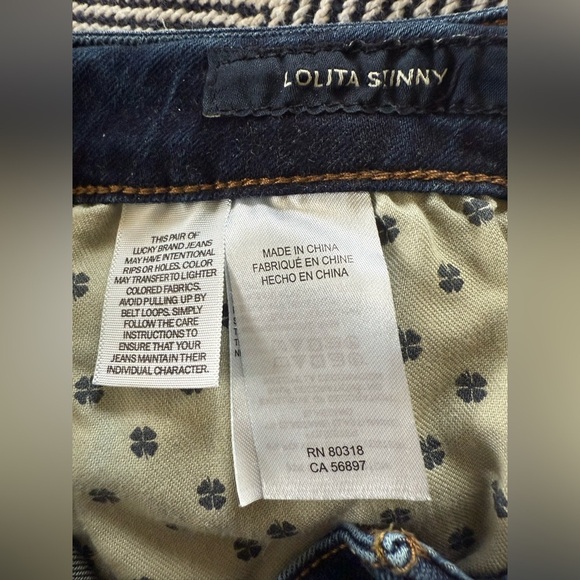 LOLITA SKINNY
THIS PAIR OF
LUCKY BRAND JEANS
MAY HAVE INTENTIONAL
RIPS OR HOLES. COLOR
MAY TRANSFER TO LIGHTER
COLORED FABRICS.
AVOID PULLING UP BY
BELT LOOPS. SIMPLY
FOLLOW THE CARE
INSTRUCTIONS TO
ENSURE THAT YOUR
JEANS MAINTAIN THEIR
INDIVIDUAL CHARACTER.
MADE IN CHINA
FABRIQUÉ EN CHINE
HECHO EN CHINA
RN 80318
CA 56897